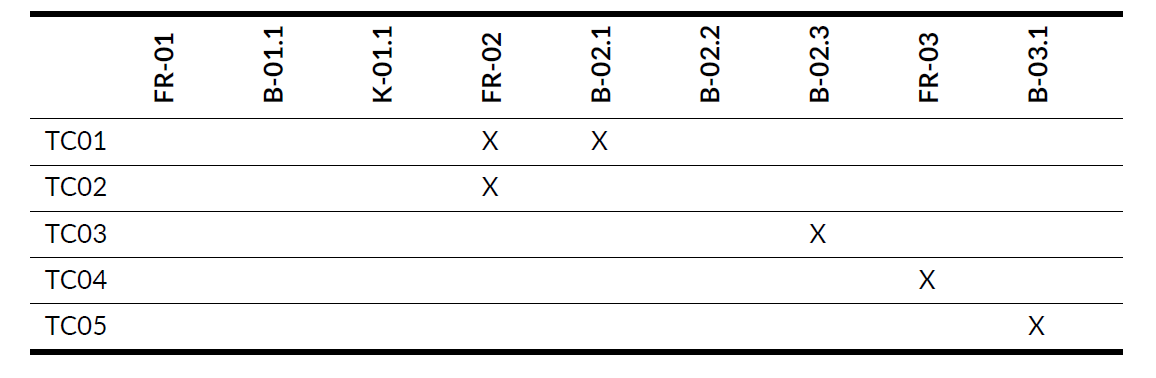 FR-01 B-01.1 K-01.1 FR-02 B-02.1 B-02.2 B-02.3 FR-03 B-03.1
TC01 X X
TC02 X
TC03 X
TC04 X
TC05 X